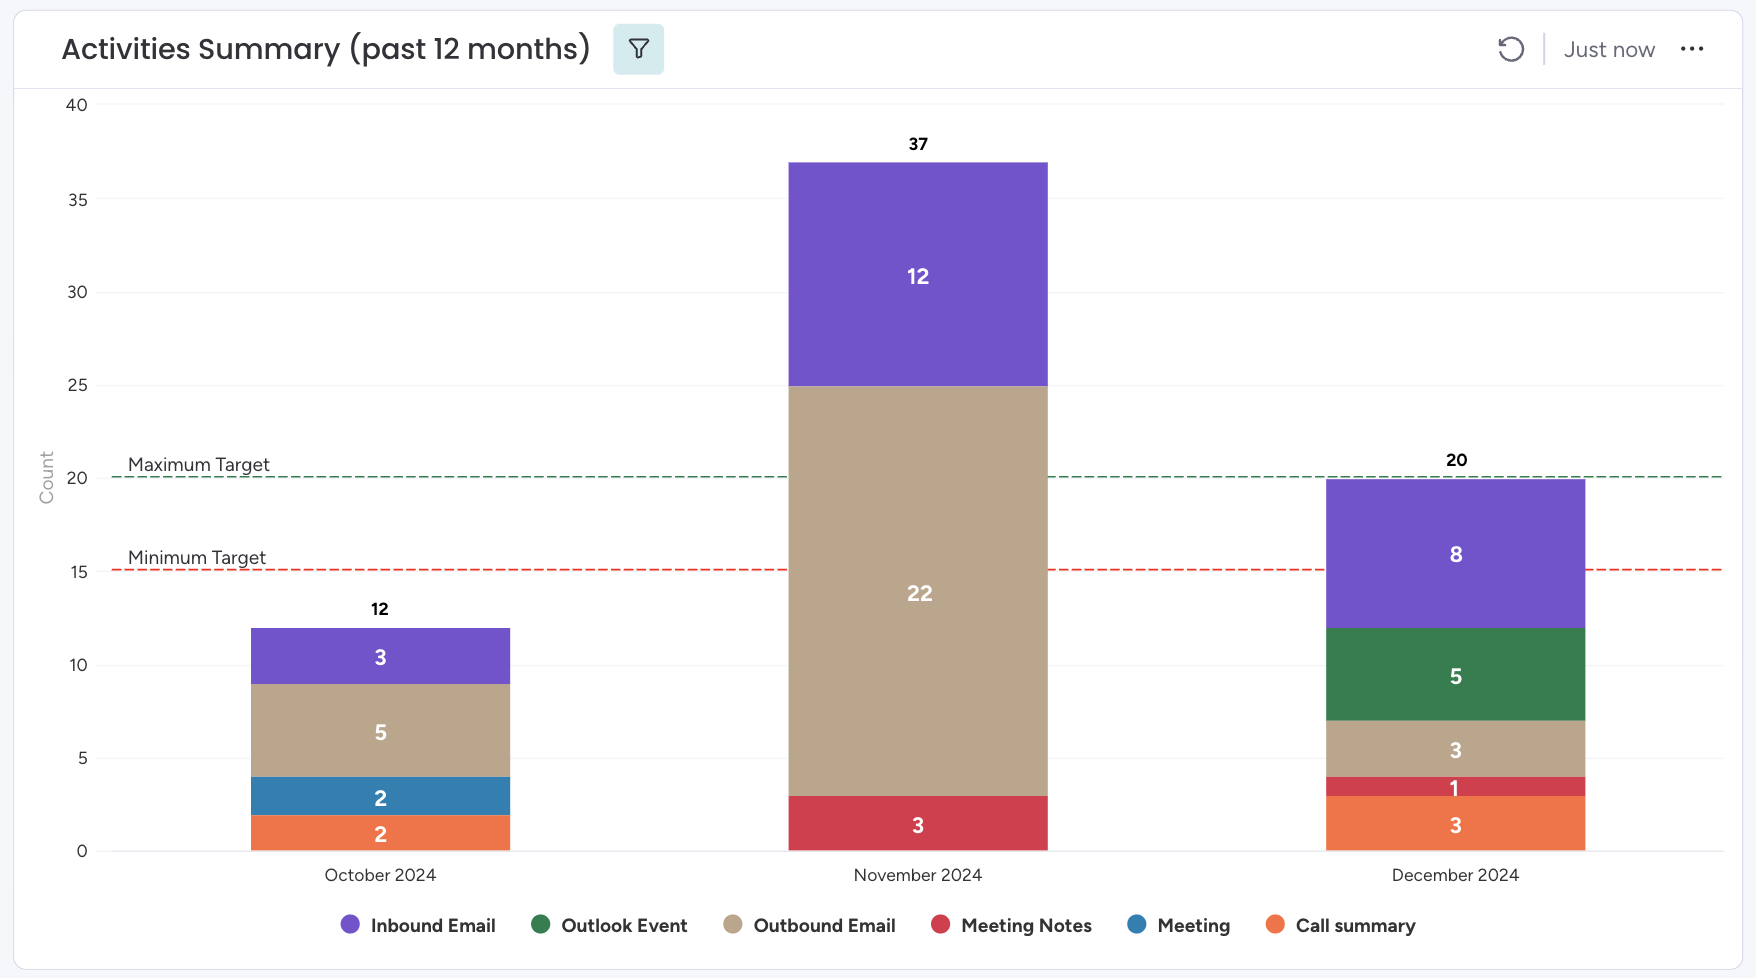 Activities Summary (past 12 months)
Just now
40
37
35
12
30
25
Maximum Target
20
20
Count
8
Minimum Target
15
22
12
3
5
10
5
3
5
2
1
2
3
3
0
October 2024
November 2024
December 2024
Inbound Email
Outlook Event
Outbound Email
Meeting Notes
Meeting
Call summary